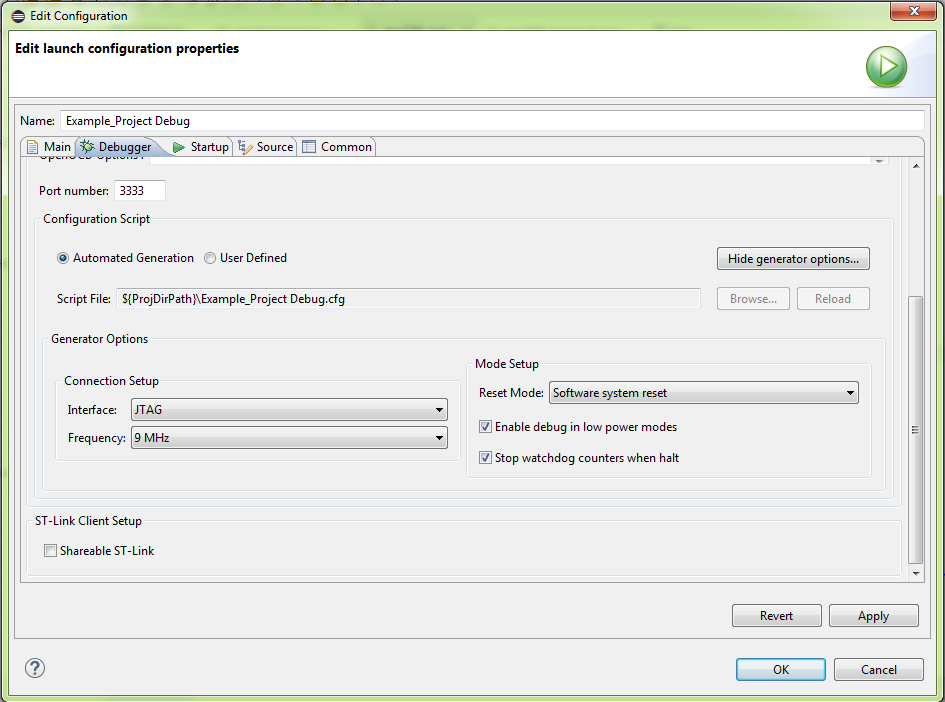 Edit Configuration
Edit launch configuration properties
Name: Example_Project Debug
Main Debugger Startup Source Common
OpenOCD Options :
Port number: 3333
Configuration Script
Automated Generation User Defined Hide generator options...
Script File: ${ProjDirPath}\Example_Project Debug.cfg Browse... Reload
Generator Options
Connection Setup
Interface: JTAG
Frequency: 9 MHz
Mode Setup
Reset Mode: Software system reset
Enable debug in low power modes
Stop watchdog counters when halt
ST-Link Client Setup
Shareable ST-Link
Revert Apply
? OK Cancel